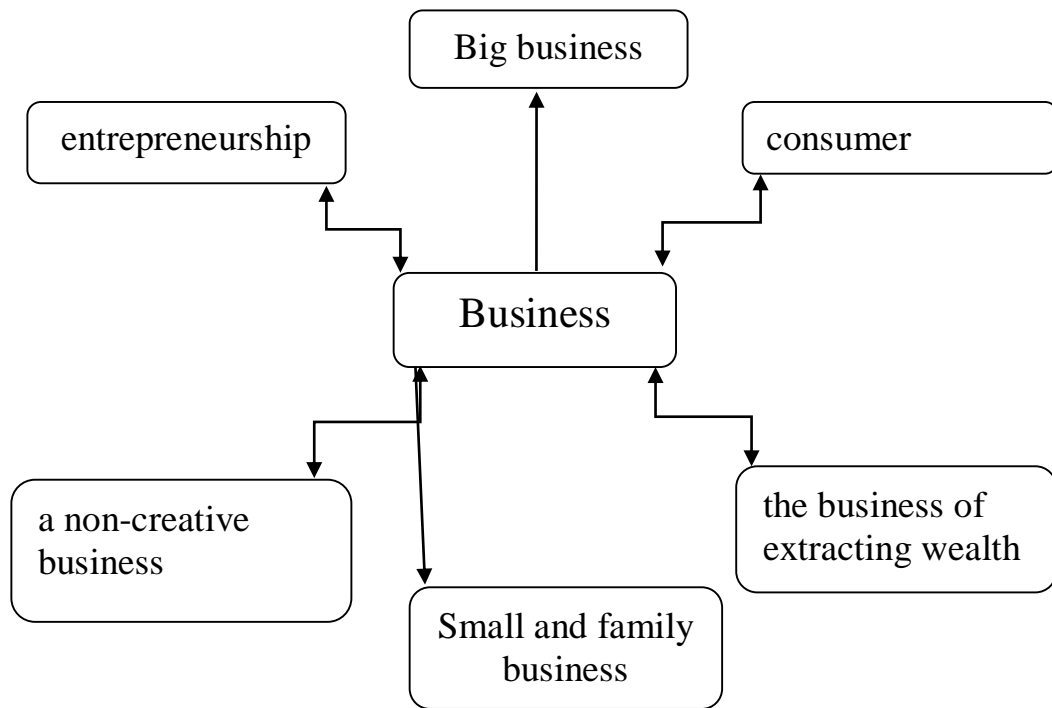 Big business
entrepreneurship
consumer
Business
a non-creative
business
the business of
extracting wealth
Small and family
business